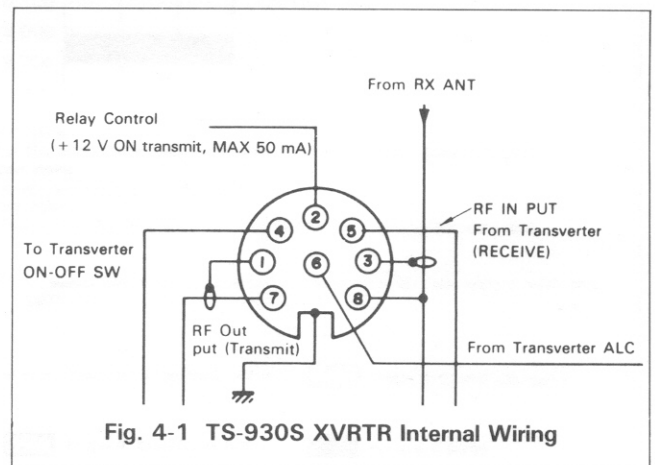 From RX ANT
Relay Control
(+12 V ON transmit, MAX 50 mA)
RF IN PUT
From Transverter
(RECEIVE)
To Transverter
ON-OFF SW
4
2
5
1
6
3
7
8
RF Out
put (Transmit)
From Transverter ALC
Fig. 4-1 TS-930S XVRTR Internal Wiring